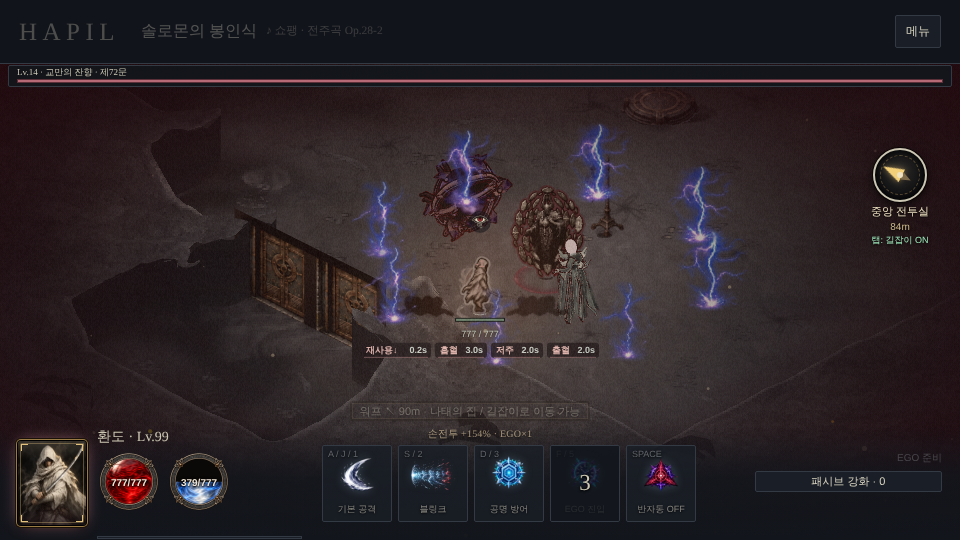 HAPIL 솔로몬의 봉인식 ♪ 쇼팽 · 전주곡 Op.28-2
메뉴
Lv.14 · 교만의 잔향 · 제72문
중앙 전투실
84m
탭: 길잡이 ON
777 / 777
재사용↓ 0.2s 흡혈 3.0s 저주 2.0s 출혈 2.0s
워프 ↖ 90m · 나태의 집 / 길잡이로 이동 가능
손전투 +154% · EGO×1
환도 · Lv.99
777/777
379/777
A / J / 1
기본 공격
S / 2
블링크
D / 3
공명 방어
3
EGO 진입
SPACE
반자동 OFF
EGO 준비
패시브 강화 · 0